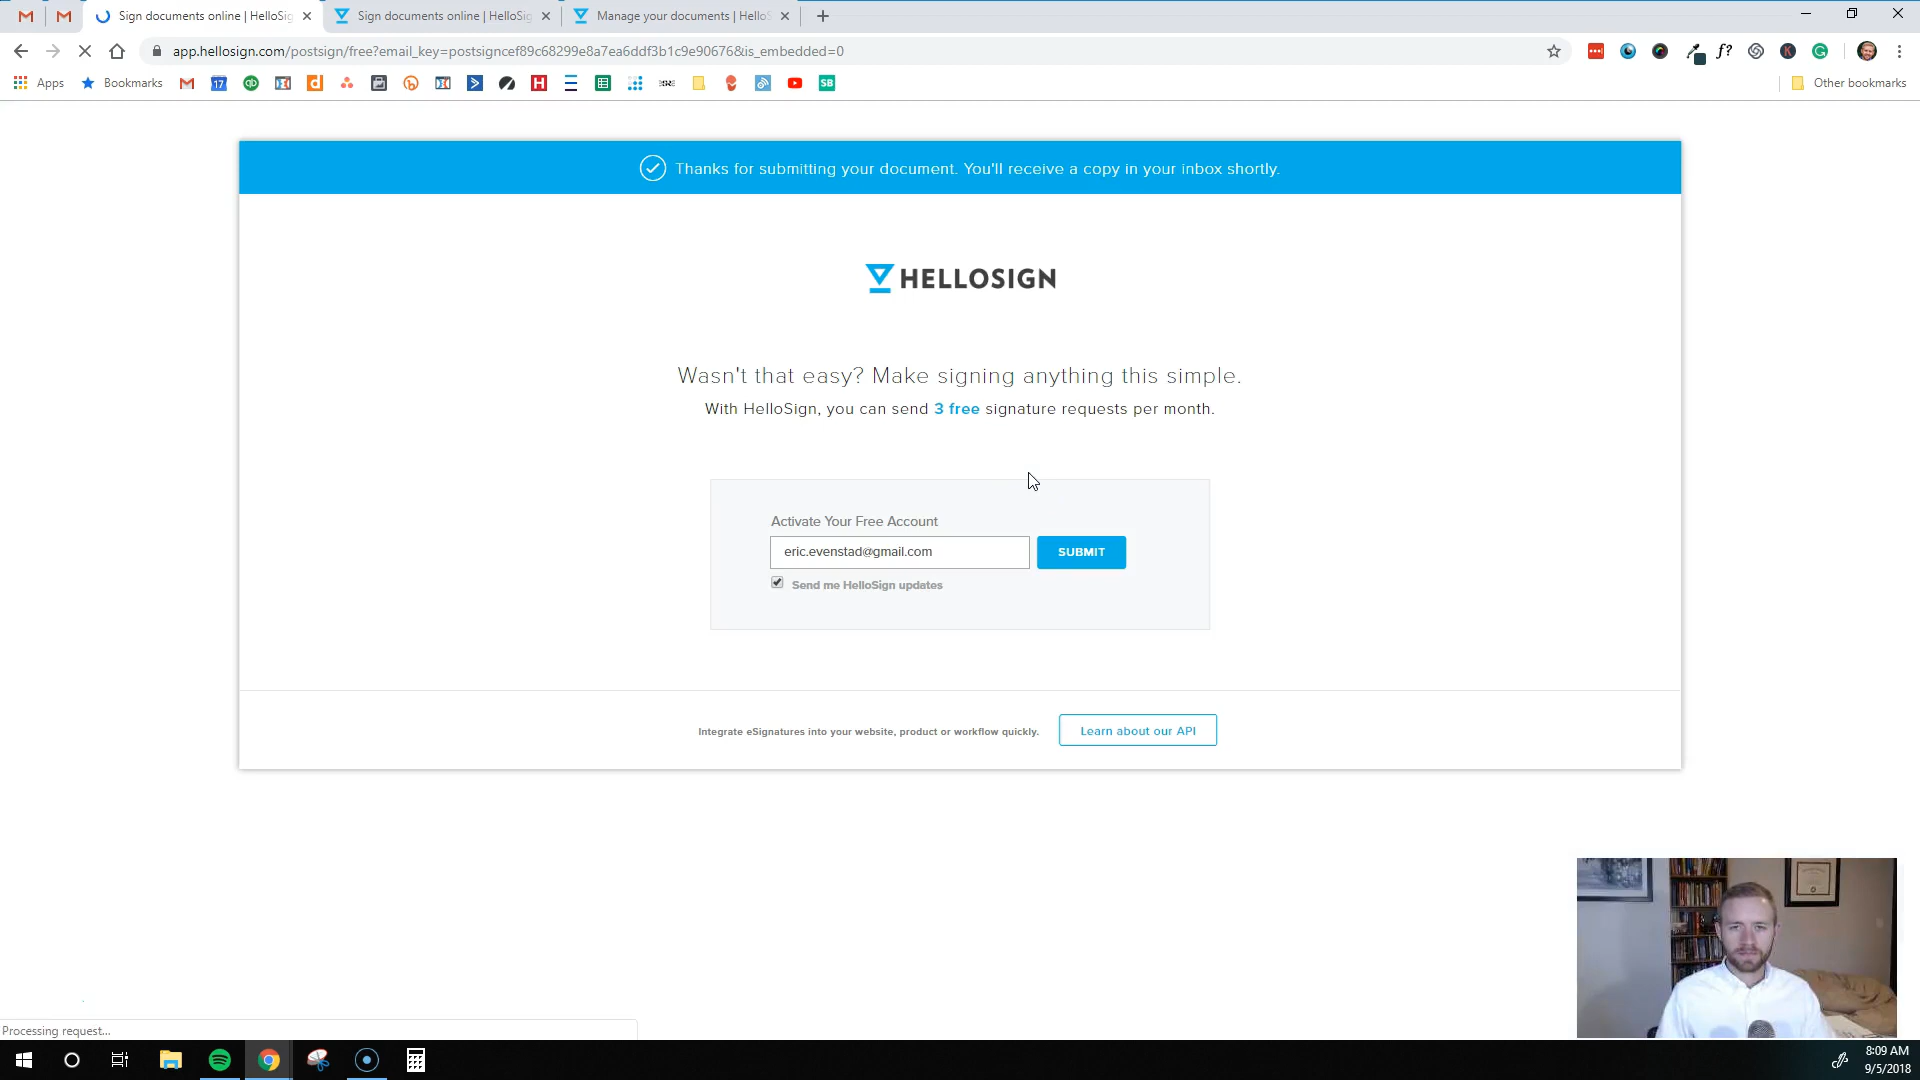 Sign documents online | HelloSig
Sign documents online | HelloSig
Manage your documents | HelloS
app.hellosign.com/postsign/free?email_key=postsigncef89c68299e8a7ea6ddf3b1c9e90676&is_embedded=0
Apps
Bookmarks
Other bookmarks
Thanks for submitting your document. You'll receive a copy in your inbox shortly.
HELLOSIGN
Wasn't that easy? Make signing anything this simple.
With HelloSign, you can send 3 free signature requests per month.
Activate Your Free Account
eric.evenstad@gmail.com
SUBMIT
Send me HelloSign updates
Integrate eSignatures into your website, product or workflow quickly.
Learn about our API
Processing request...
8:09 AM
9/5/2018